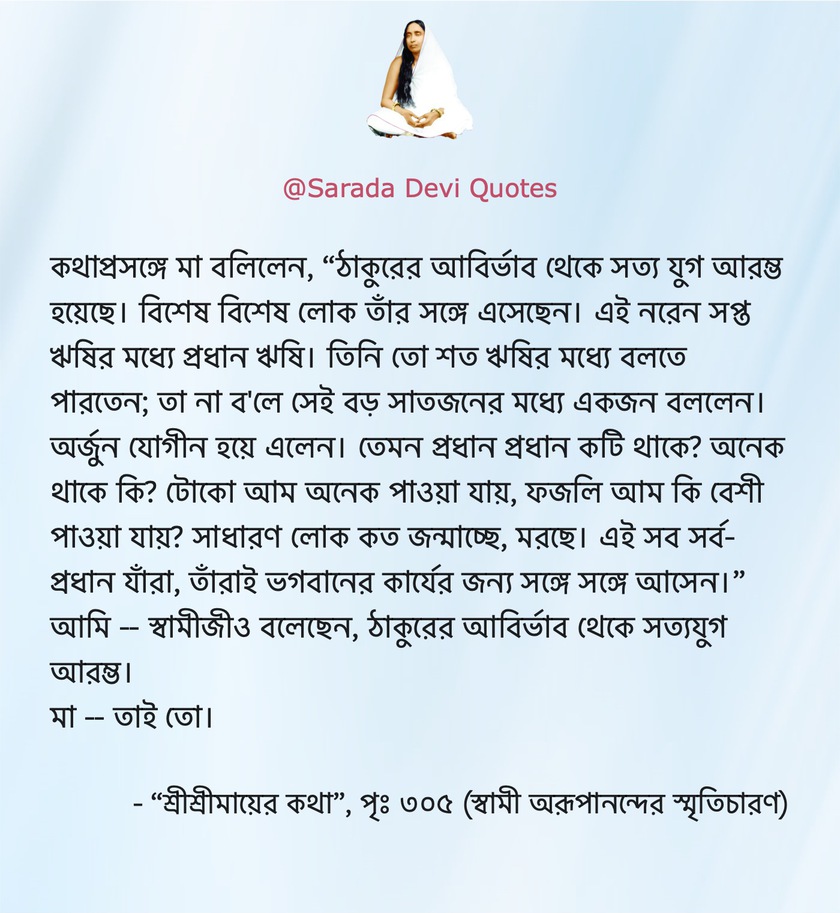 @Sarada Devi Quotes
কথাপ্রসঙ্গে মা বলিলেন, “ঠাকুরের আবির্ভাব থেকে সত্য যুগ আরম্ভ
হয়েছে। বিশেষ বিশেষ লোক তাঁর সঙ্গে এসেছেন। এই নরেন সপ্ত
ঋষির মধ্যে প্রধান ঋষি। তিনি তো শত ঋষির মধ্যে বলতে
পারতেন; তা না ব'লে সেই বড় সাতজনের মধ্যে একজন বললেন।
অর্জুন যোগীন হয়ে এলেন। তেমন প্রধান প্রধান কটি থাকে? অনেক
থাকে কি? টোকো আম অনেক পাওয়া যায়, ফজলি আম কি বেশী
পাওয়া যায়? সাধারণ লোক কত জন্মাচ্ছে, মরছে। এই সব সর্ব-
প্রধান যাঁরা, তাঁরাই ভগবানের কার্যের জন্য সঙ্গে সঙ্গে আসেন।”
আমি -- স্বামীজীও বলেছেন, ঠাকুরের আবির্ভাব থেকে সত্যযুগ
আরম্ভ।
মা -- তাই তো।
- “শ্রীশ্রীমায়ের কথা”, পৃঃ ৩০৫ (স্বামী অরূপানন্দের স্মৃতিচারণ)